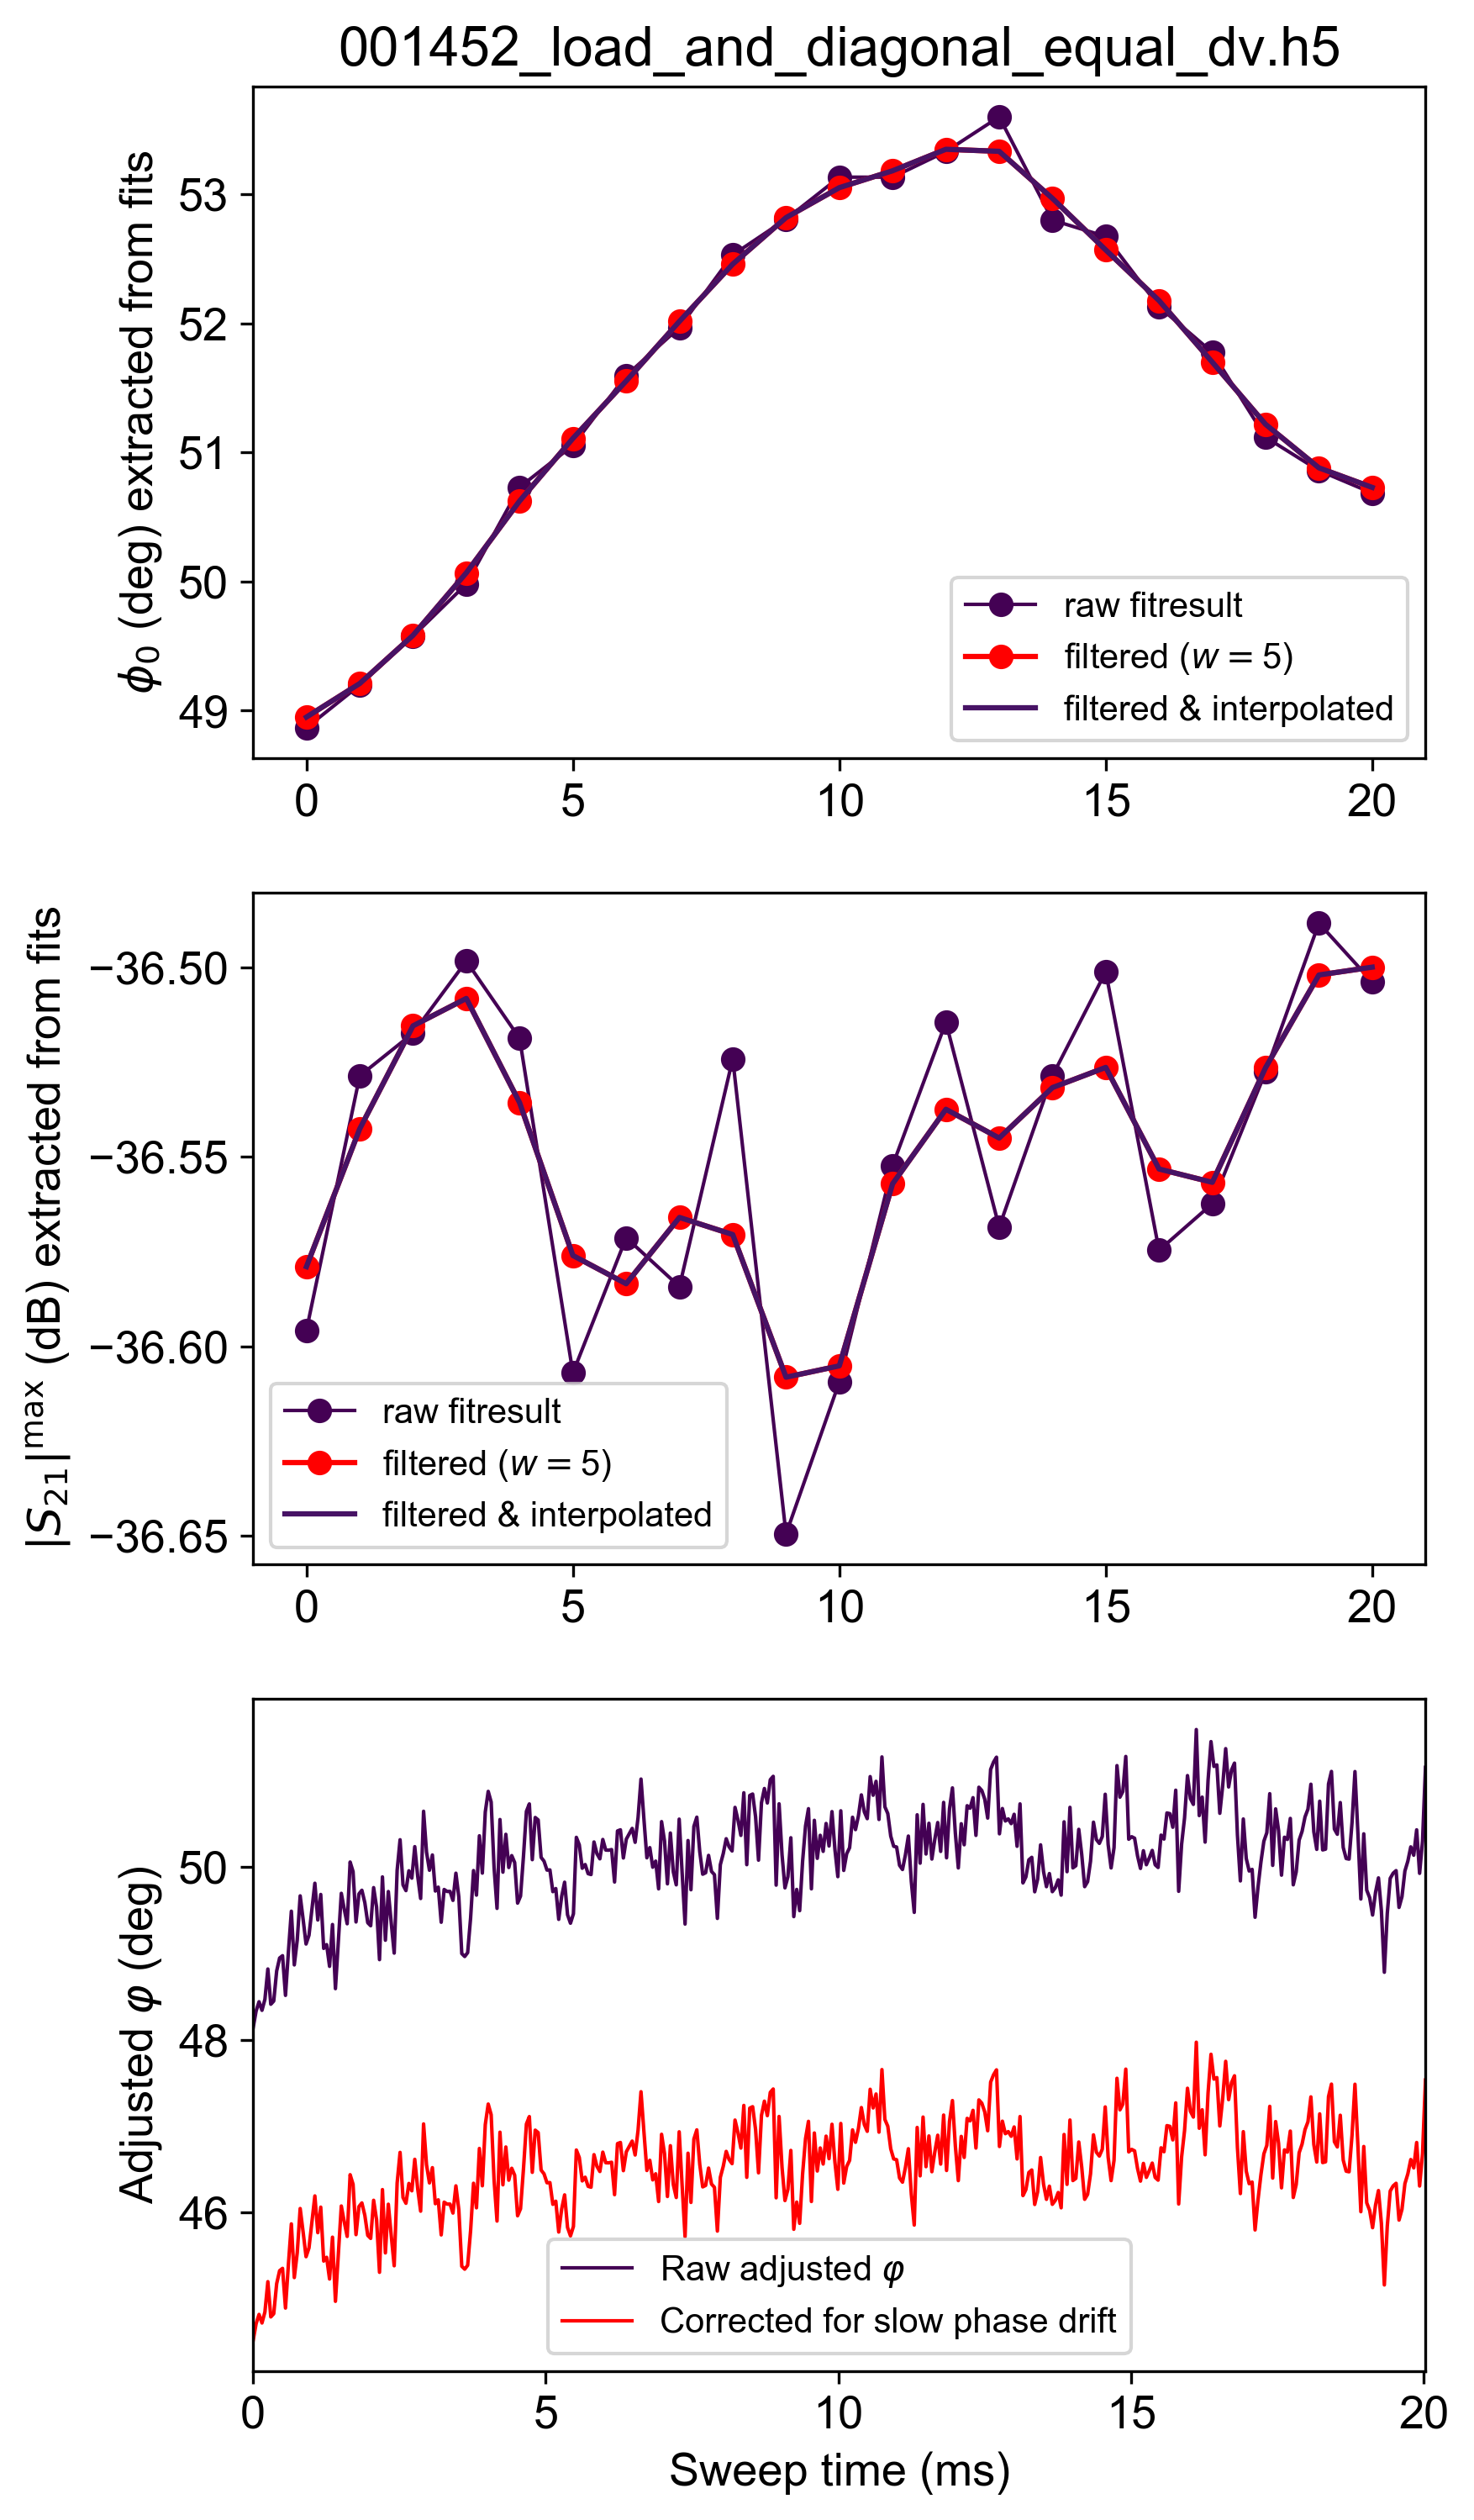 001452_load_and_diagonal_equal_dv.h5
ϕ₀ (deg) extracted from fits
53
52
51
50
49
raw fitresult
filtered (w = 5)
filtered & interpolated
0 5 10 15 20
|S₂₁|ᵐᵃˣ (dB) extracted from fits
−36.50
−36.55
−36.60
−36.65
raw fitresult
filtered (w = 5)
filtered & interpolated
0 5 10 15 20
Adjusted φ (deg)
50
48
46
Raw adjusted φ
Corrected for slow phase drift
0 5 10 15 20
Sweep time (ms)